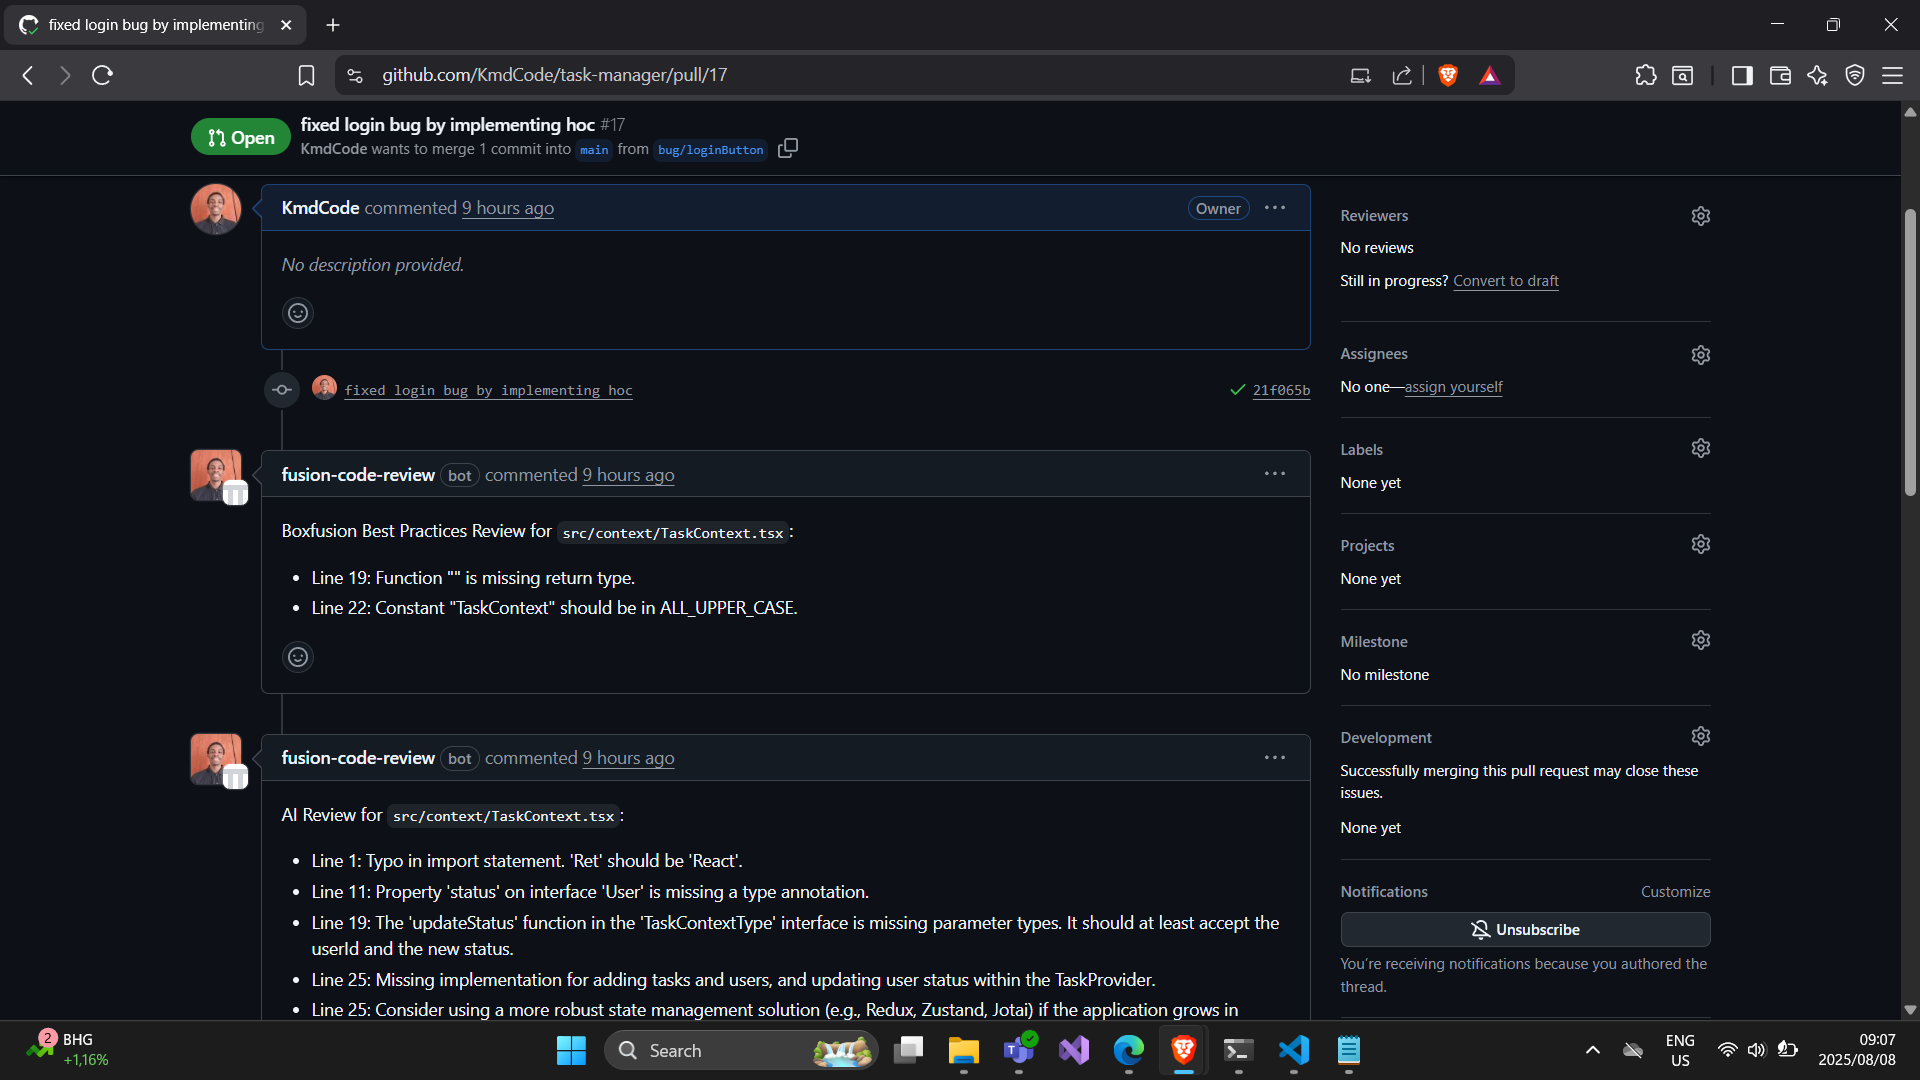 fixed login bug by implementing
github.com/KmdCode/task-manager/pull/17
Open
fixed login bug by implementing hoc #17
KmdCode wants to merge 1 commit into main from bug/loginButton
KmdCode commented 9 hours ago
Owner
No description provided.
fixed login bug by implementing hoc
21f065b
fusion-code-review bot commented 9 hours ago
Boxfusion Best Practices Review for src/context/TaskContext.tsx:
• Line 19: Function "" is missing return type.
• Line 22: Constant "TaskContext" should be in ALL_UPPER_CASE.
fusion-code-review bot commented 9 hours ago
AI Review for src/context/TaskContext.tsx:
• Line 1: Typo in import statement. 'Ret' should be 'React'.
• Line 11: Property 'status' on interface 'User' is missing a type annotation.
• Line 19: The 'updateStatus' function in the 'TaskContextType' interface is missing parameter types. It should at least accept the
userId and the new status.
• Line 25: Missing implementation for adding tasks and users, and updating user status within the TaskProvider.
• Line 25: Consider using a more robust state management solution (e.g., Redux, Zustand, Jotai) if the application grows in
Reviewers
No reviews
Still in progress? Convert to draft
Assignees
No one—assign yourself
Labels
None yet
Projects
None yet
Milestone
No milestone
Development
Successfully merging this pull request may close these
issues.
None yet
Notifications
Customize
Unsubscribe
You're receiving notifications because you authored the
thread.
2
BHG
+1,16%
Search
ENG
US
09:07
2025/08/08